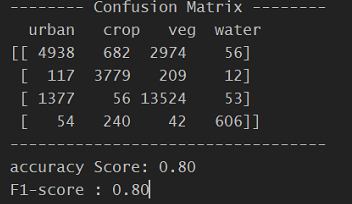 -------- Confusion Matrix --------
urban crop veg water
[[ 4938 682 2974 56]
[ 117 3779 209 12]
[ 1377 56 13524 53]
[ 54 240 42 606]]
----------------------------------
accuracy Score: 0.80
F1-score : 0.80